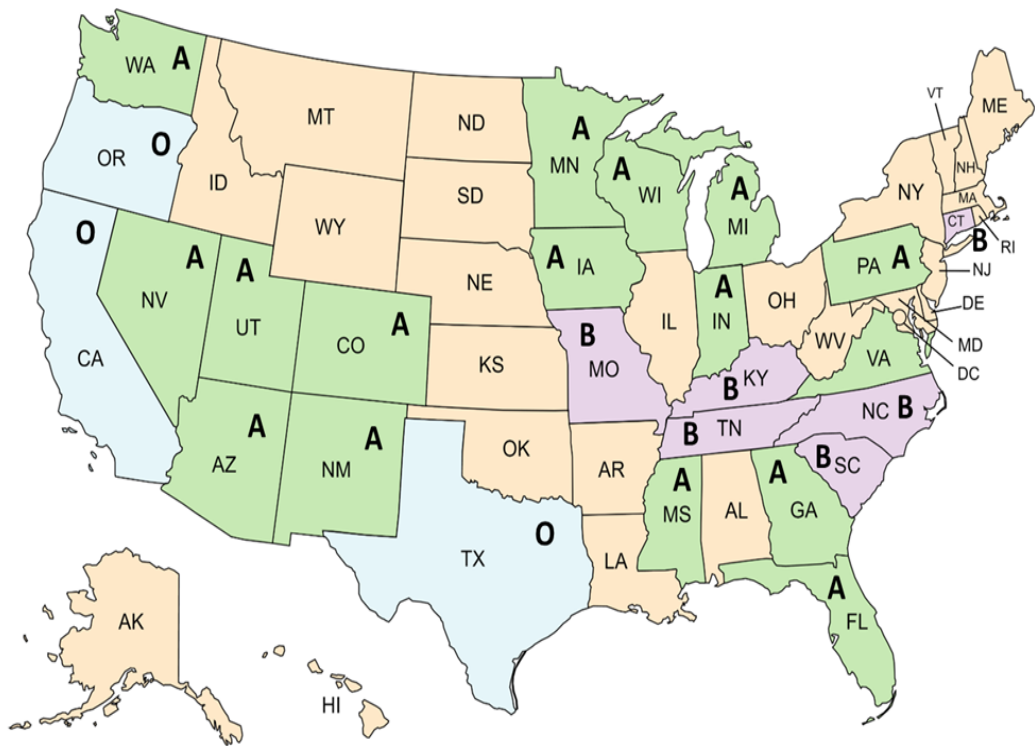 WA A
MT
ND
MN A
VT
ME
OR O
ID
SD
WI A
MI A
NH
NY
MA
CT
B
RI
WY
CA O
NV A
UT A
NE
IA A
PA A
NJ
CO A
IL
IN A
OH
DE
MD
DC
WV
VA
KS
MO B
KY B
AZ A
NM A
OK
AR
TN B
NC B
SC B
MS A
AL
GA A
TX O
LA
FL A
AK
HI